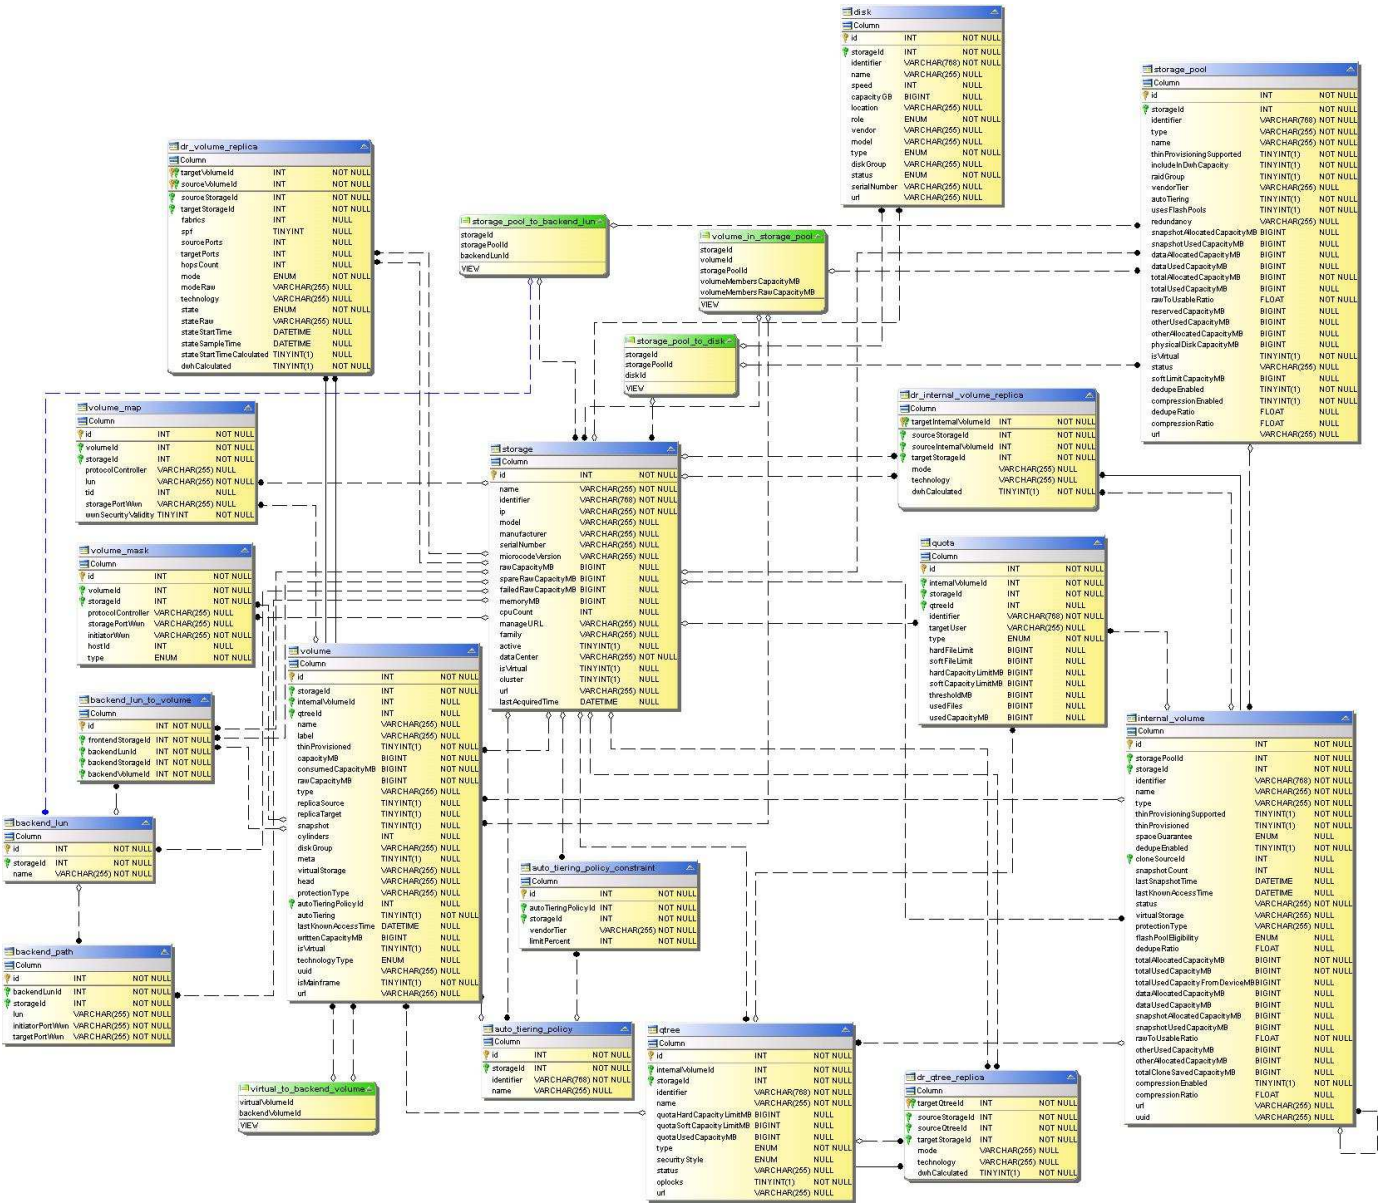 disk
Column
id INT NOT NULL
storageId INT NOT NULL
identifier VARCHAR(768) NOT NULL
name VARCHAR(255) NULL
speed INT NULL
capacityGB BIGINT NULL
location VARCHAR(255) NULL
role ENUM NOT NULL
vendor VARCHAR(255) NULL
model VARCHAR(255) NULL
type ENUM NOT NULL
diskGroup VARCHAR(255) NULL
status ENUM NOT NULL
serialNumber VARCHAR(255) NULL
url VARCHAR(255) NULL
storage_pool
Column
id INT NOT NULL
storageId INT NOT NULL
identifier VARCHAR(768) NOT NULL
type VARCHAR(255) NOT NULL
name VARCHAR(255) NOT NULL
thinProvisioningSupported TINYINT(1) NOT NULL
includeInDwhCapacity TINYINT(1) NOT NULL
raidGroup TINYINT(1) NOT NULL
vendorTier VARCHAR(255) NULL
autoTiering TINYINT(1) NOT NULL
usesFlashPools TINYINT(1) NOT NULL
redundancy VARCHAR(255) NULL
snapshotAllocatedCapacityMB BIGINT NULL
snapshotUsedCapacityMB BIGINT NULL
dataAllocatedCapacityMB BIGINT NULL
dataUsedCapacityMB BIGINT NULL
totalAllocatedCapacityMB BIGINT NOT NULL
totalUsedCapacityMB BIGINT NULL
rawToUsableRatio FLOAT NOT NULL
reservedCapacityMB BIGINT NULL
otherUsedCapacityMB BIGINT NULL
otherAllocatedCapacityMB BIGINT NULL
physicalDiskCapacityMB BIGINT NULL
isVirtual TINYINT(1) NOT NULL
status VARCHAR(255) NULL
softLimitCapacityMB BIGINT NULL
dedupeEnabled TINYINT(1) NOT NULL
compressionEnabled TINYINT(1) NOT NULL
dedupeRatio FLOAT NULL
compressionRatio FLOAT NULL
url VARCHAR(255) NULL
dr_volume_replica
Column
targetVolumeId INT NOT NULL
sourceVolumeId INT NOT NULL
sourceStorageId INT NOT NULL
targetStorageId INT NOT NULL
fabrics INT NULL
spf TINYINT NULL
sourcePorts INT NULL
targetPorts INT NULL
hopsCount INT NULL
mode ENUM NOT NULL
modeRaw VARCHAR(255) NULL
technology VARCHAR(255) NULL
state ENUM NOT NULL
stateRaw VARCHAR(255) NULL
stateStartTime DATETIME NULL
stateSampleTime DATETIME NULL
stateStartTimeCalculated TINYINT(1) NULL
dwhCalculated TINYINT(1) NOT NULL
storage_pool_to_backend_lun
storageId
storagePoolId
backendLunId
VIEW
volume_in_storage_pool
storageId
volumeId
storagePoolId
volumeMembersCapacityMB
volumeMembersRawCapacityMB
VIEW
storage_pool_to_disk
storageId
storagePoolId
diskId
VIEW
volume_map
Column
id INT NOT NULL
volumeId INT NOT NULL
storageId INT NOT NULL
protocolController VARCHAR(255) NULL
lun VARCHAR(255) NOT NULL
tid INT NULL
storagePortWwn VARCHAR(255) NULL
wwnSecurityValidity TINYINT NOT NULL
dr_internal_volume_replica
Column
targetInternalVolumeId INT NOT NULL
sourceStorageId INT NOT NULL
sourceInternalVolumeId INT NOT NULL
targetStorageId INT NOT NULL
mode VARCHAR(255) NULL
technology VARCHAR(255) NULL
dwhCalculated TINYINT(1) NOT NULL
storage
Column
id INT NOT NULL
name VARCHAR(255) NOT NULL
identifier VARCHAR(768) NOT NULL
ip VARCHAR(255) NOT NULL
model VARCHAR(255) NULL
manufacturer VARCHAR(255) NULL
serialNumber VARCHAR(255) NULL
microcodeVersion VARCHAR(255) NULL
rawCapacityMB BIGINT NULL
spareRawCapacityMB BIGINT NULL
failedRawCapacityMB BIGINT NULL
memoryMB BIGINT NULL
cpuCount INT NULL
manageURL VARCHAR(255) NULL
family VARCHAR(255) NULL
active TINYINT(1) NULL
dataCenter VARCHAR(255) NOT NULL
isVirtual TINYINT(1) NULL
cluster TINYINT(1) NULL
url VARCHAR(255) NULL
lastAcquiredTime DATETIME NULL
volume_mask
Column
id INT NOT NULL
volumeId INT NOT NULL
storageId INT NOT NULL
protocolController VARCHAR(255) NULL
storagePortWwn VARCHAR(255) NULL
initiatorWwn VARCHAR(255) NOT NULL
hostId INT NULL
type ENUM NOT NULL
quota
Column
id INT NOT NULL
internalVolumeId INT NOT NULL
storageId INT NOT NULL
qtreeId INT NULL
identifier VARCHAR(768) NOT NULL
targetUser VARCHAR(255) NULL
type ENUM NOT NULL
hardFileLimit BIGINT NULL
softFileLimit BIGINT NULL
hardCapacityLimitMB BIGINT NULL
softCapacityLimitMB BIGINT NULL
thresholdMB BIGINT NULL
usedFiles BIGINT NULL
usedCapacityMB BIGINT NULL
volume
Column
id INT NOT NULL
storageId INT NOT NULL
internalVolumeId INT NULL
qtreeId INT NULL
name VARCHAR(255) NULL
label VARCHAR(255) NULL
thinProvisioned TINYINT(1) NOT NULL
capacityMB BIGINT NOT NULL
consumedCapacityMB BIGINT NOT NULL
rawCapacityMB BIGINT NOT NULL
type VARCHAR(255) NULL
replicaSource TINYINT(1) NULL
replicaTarget TINYINT(1) NULL
snapshot TINYINT(1) NULL
cylinders INT NULL
diskGroup VARCHAR(255) NULL
meta TINYINT(1) NULL
virtualStorage VARCHAR(255) NULL
head VARCHAR(255) NULL
protectionType VARCHAR(255) NULL
autoTieringPolicyId INT NULL
autoTiering TINYINT(1) NOT NULL
lastKnownAccessTime DATETIME NULL
writtenCapacityMB BIGINT NULL
isVirtual TINYINT(1) NULL
technologyType ENUM NULL
uuid VARCHAR(255) NULL
isMainframe TINYINT(1) NOT NULL
url VARCHAR(255) NULL
backend_lun_to_volume
Column
id INT NOT NULL
frontendStorageId INT NOT NULL
backendLunId INT NOT NULL
backendStorageId INT NOT NULL
backendVolumeId INT NOT NULL
internal_volume
Column
id INT NOT NULL
storagePoolId INT NOT NULL
storageId INT NOT NULL
identifier VARCHAR(768) NOT NULL
name VARCHAR(255) NOT NULL
type VARCHAR(255) NOT NULL
thinProvisioningSupported TINYINT(1) NOT NULL
thinProvisioned TINYINT(1) NOT NULL
spaceGuarantee ENUM NULL
dedupeEnabled TINYINT(1) NOT NULL
cloneSourceId INT NULL
snapshotCount INT NULL
lastSnapshotTime DATETIME NULL
lastKnownAccessTime DATETIME NULL
status VARCHAR(255) NOT NULL
virtualStorage VARCHAR(255) NULL
protectionType VARCHAR(255) NULL
flashPoolEligibility ENUM NULL
dedupeRatio FLOAT NULL
totalAllocatedCapacityMB BIGINT NOT NULL
totalUsedCapacityMB BIGINT NOT NULL
totalUsedCapacityFromDeviceMB BIGINT NULL
dataAllocatedCapacityMB BIGINT NULL
dataUsedCapacityMB BIGINT NULL
snapshotAllocatedCapacityMB BIGINT NULL
snapshotUsedCapacityMB BIGINT NULL
rawToUsableRatio FLOAT NOT NULL
otherUsedCapacityMB BIGINT NULL
otherAllocatedCapacityMB BIGINT NULL
totalCloneSavedCapacityMB BIGINT NULL
compressionEnabled TINYINT(1) NOT NULL
compressionRatio FLOAT NULL
url VARCHAR(255) NULL
uuid VARCHAR(255) NULL
backend_lun
Column
id INT NOT NULL
storageId INT NOT NULL
name VARCHAR(255) NOT NULL
auto_tiering_policy_constraint
Column
id INT NOT NULL
autoTieringPolicyId INT NOT NULL
storageId INT NOT NULL
vendorTier VARCHAR(255) NOT NULL
limitPercent INT NOT NULL
backend_path
Column
id INT NOT NULL
backendLunId INT NOT NULL
storageId INT NOT NULL
lun VARCHAR(255) NOT NULL
initiatorPortWwn VARCHAR(255) NOT NULL
targetPortWwn VARCHAR(255) NOT NULL
auto_tiering_policy
Column
id INT NOT NULL
storageId INT NOT NULL
identifier VARCHAR(768) NOT NULL
name VARCHAR(255) NULL
qtree
Column
id INT NOT NULL
internalVolumeId INT NOT NULL
storageId INT NOT NULL
identifier VARCHAR(768) NOT NULL
name VARCHAR(255) NOT NULL
quotaHardCapacityLimitMB BIGINT NULL
quotaSoftCapacityLimitMB BIGINT NULL
quotaUsedCapacityMB BIGINT NULL
type ENUM NOT NULL
securityStyle ENUM NULL
status VARCHAR(255) NULL
oplocks TINYINT(1) NOT NULL
url VARCHAR(255) NULL
dr_qtree_replica
Column
targetQtreeId INT NOT NULL
sourceStorageId INT NOT NULL
sourceQtreeId INT NOT NULL
targetStorageId INT NOT NULL
mode VARCHAR(255) NULL
technology VARCHAR(255) NULL
dwhCalculated TINYINT(1) NOT NULL
virtual_to_backend_volume
virtualVolumeId
backendVolumeId
VIEW